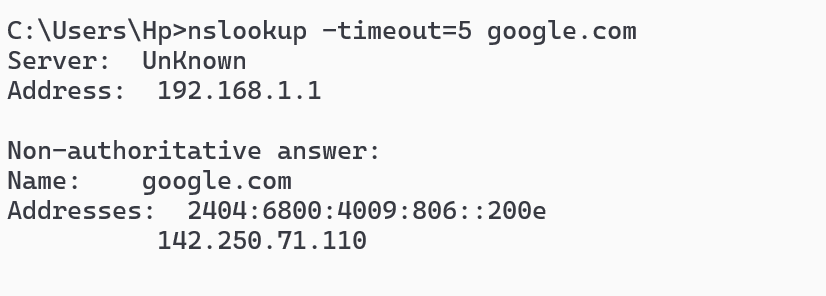 C:\Users\Hp>nslookup -timeout=5 google.com
Server:  UnKnown
Address:  192.168.1.1
Non-authoritative answer:
Name:    google.com
Addresses:  2404:6800:4009:806::200e
142.250.71.110